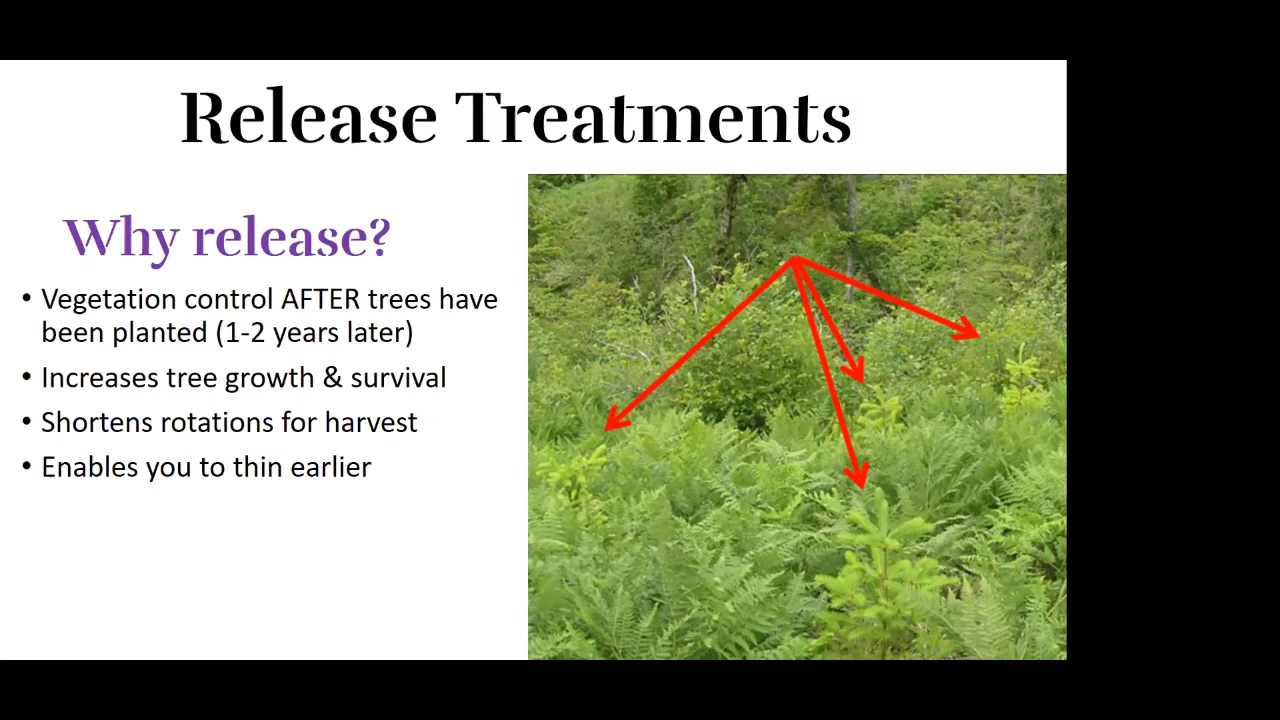 Release Treatments
Why release?
• Vegetation control AFTER trees have
been planted (1-2 years later)
• Increases tree growth & survival
• Shortens rotations for harvest
• Enables you to thin earlier